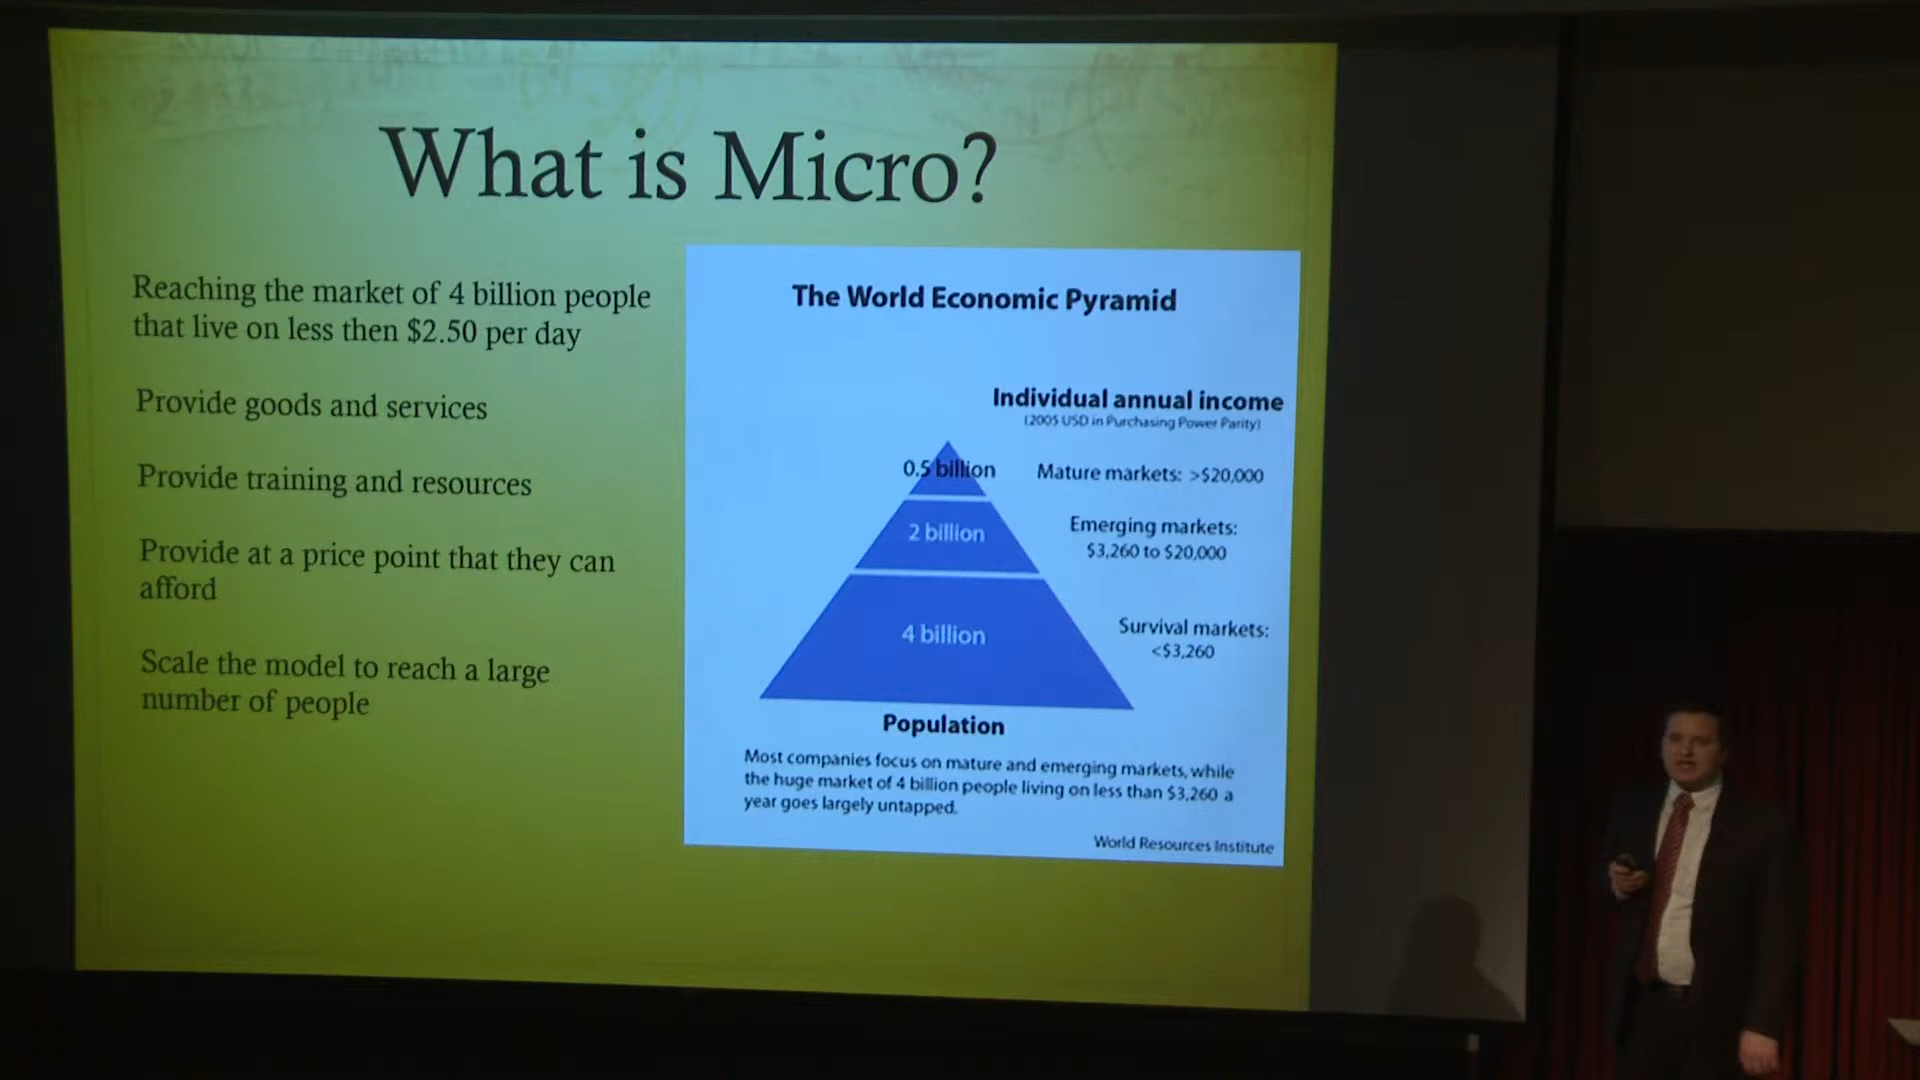 What is Micro?
Reaching the market of 4 billion people
that live on less then $2.50 per day
Provide goods and services
Provide training and resources
Provide at a price point that they can
afford
Scale the model to reach a large
number of people
The World Economic Pyramid
Individual annual income
(2005 USD in Purchasing Power Parity)
0.5 billion
Mature markets: >$20,000
2 billion
Emerging markets:
$3,260 to $20,000
4 billion
Survival markets:
<$3,260
Population
Most companies focus on mature and emerging markets, while
the huge market of 4 billion people living on less than $3,260 a
year goes largely untapped.
World Resources Institute